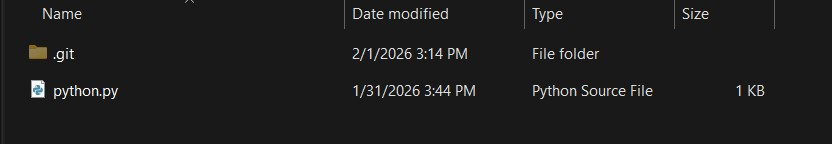 Name Date modified Type Size
.git 2/1/2026 3:14 PM File folder
python.py 1/31/2026 3:44 PM Python Source File 1 KB